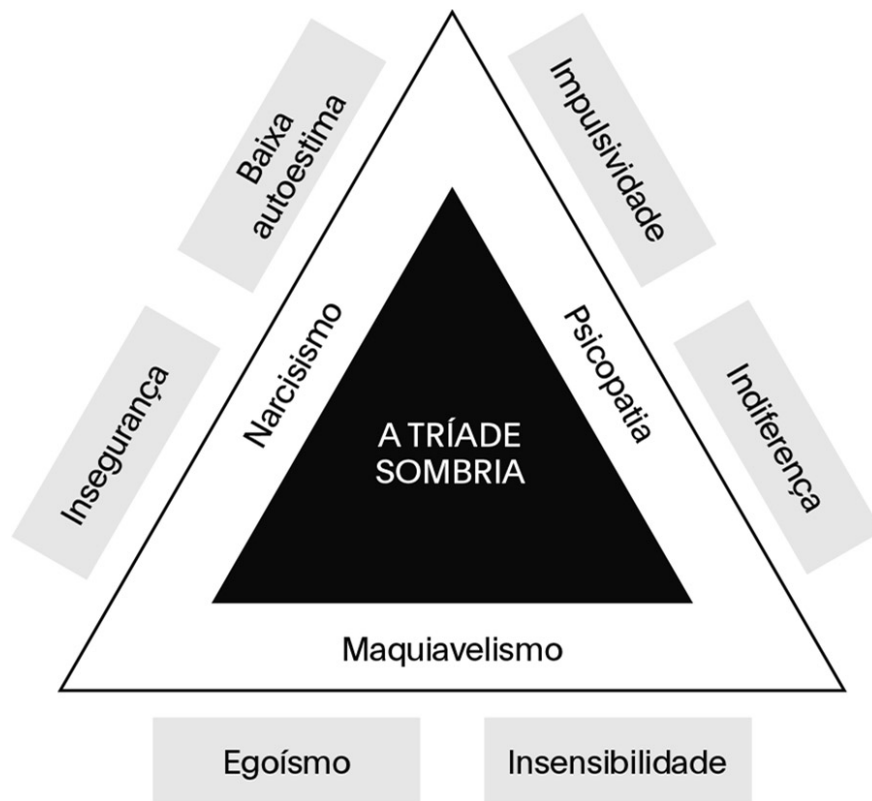 Baixa
autoestima
Impulsividade
Insegurança
Narcisismo
Psicopatia
Indiferença
A TRÍADE
SOMBRIA
Maquiavelismo
Egoísmo
Insensibilidade